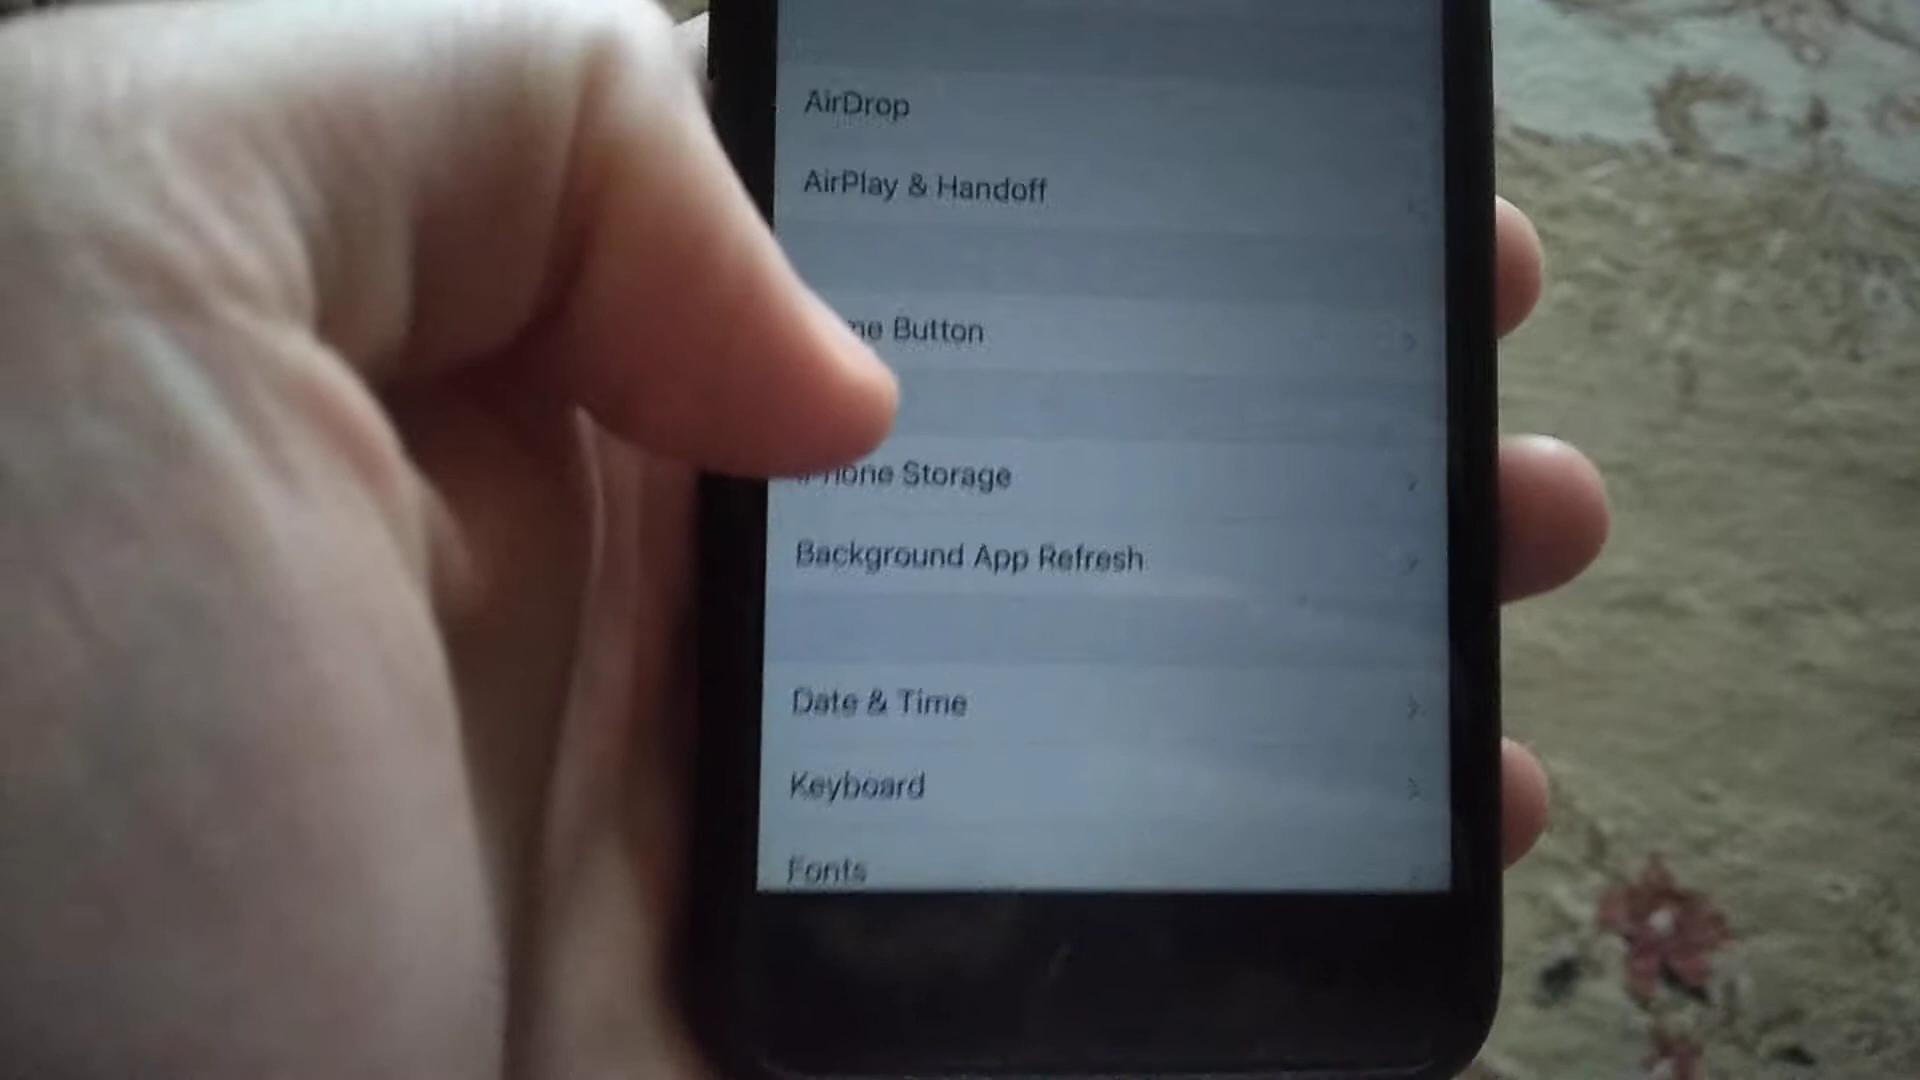 AirDrop
AirPlay & Handoff
Button
Storage
Background App Refresh
Date & Time
Keyboard
Fonts